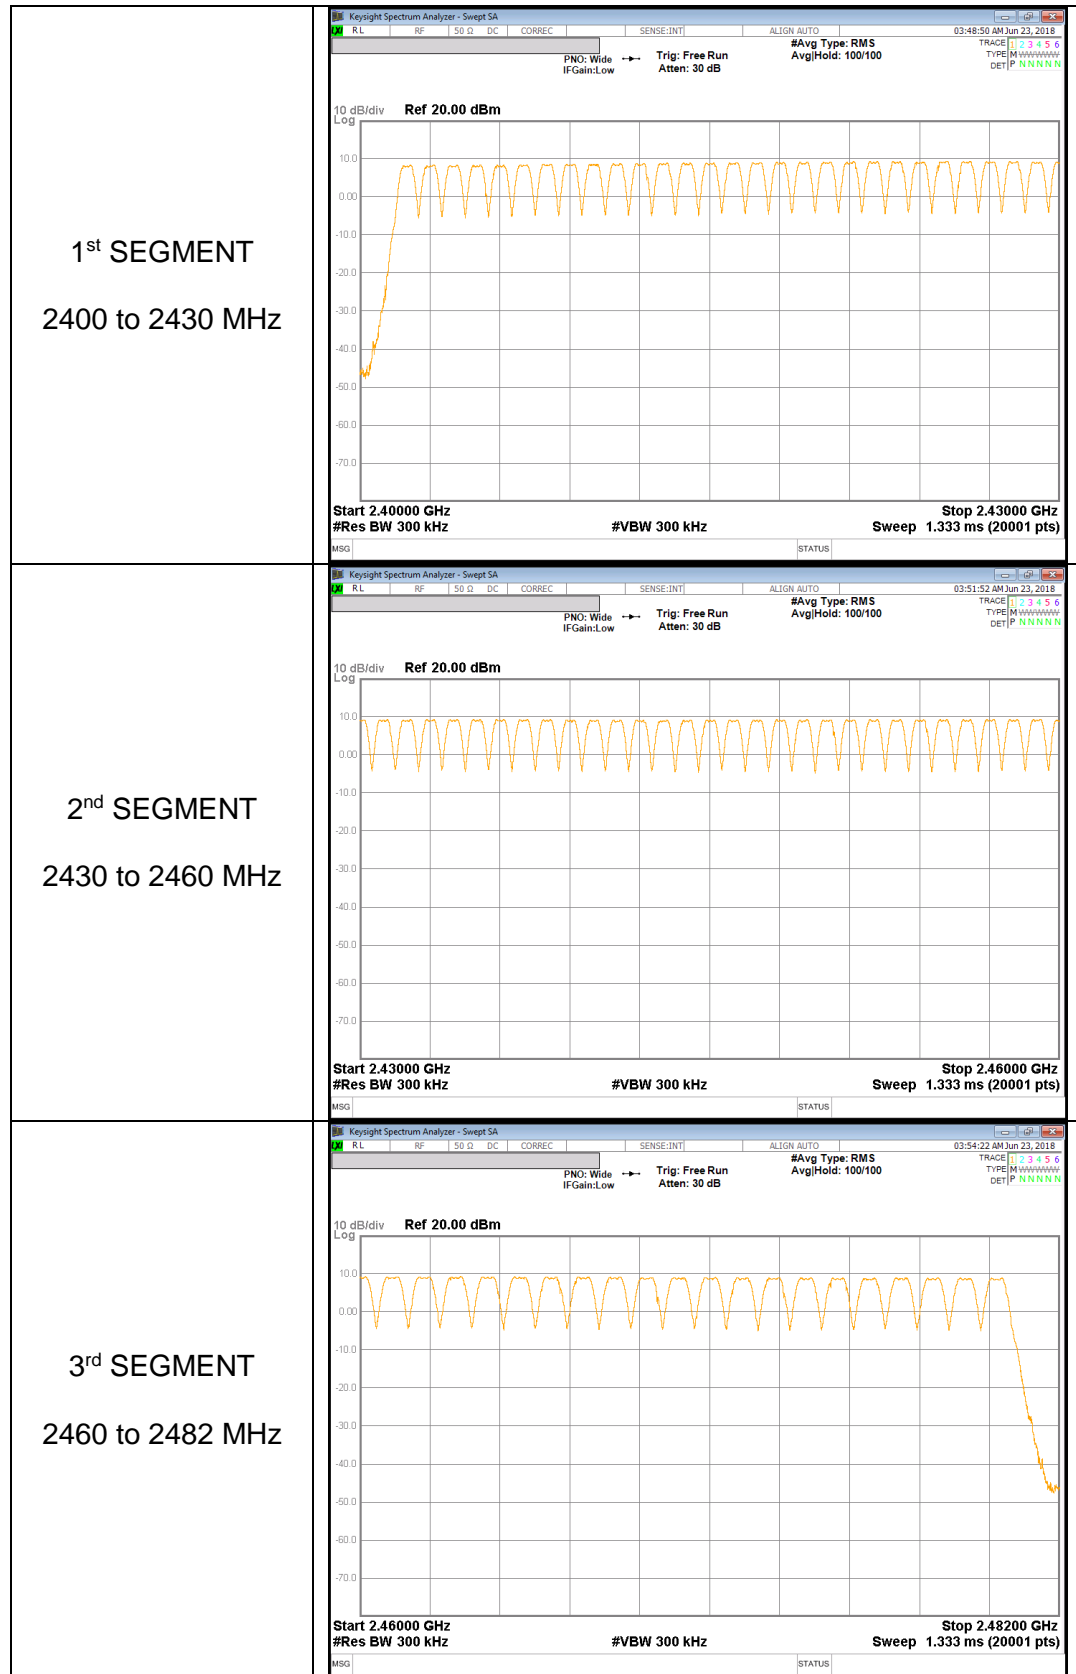 1st SEGMENT
2400 to 2430 MHz
Keysight Spectrum Analyzer - Swept SA
RL RF 50 Ω DC CORREC SENSE:INT ALIGN AUTO 03:48:50 AM Jun 23, 2018
#Avg Type: RMS TRACE 1 2 3 4 5 6
PNO: Wide Trig: Free Run Avg|Hold: 100/100 TYPE M WWWWW
IFGain:Low Atten: 30 dB DET P N N N N N
10 dB/div Ref 20.00 dBm
Log
10.0
0.00
-10.0
-20.0
-30.0
-40.0
-50.0
-60.0
-70.0
Start 2.40000 GHz Stop 2.43000 GHz
#Res BW 300 kHz #VBW 300 kHz Sweep 1.333 ms (20001 pts)
MSG STATUS
2nd SEGMENT
2430 to 2460 MHz
Keysight Spectrum Analyzer - Swept SA
RL RF 50 Ω DC CORREC SENSE:INT ALIGN AUTO 03:51:52 AM Jun 23, 2018
#Avg Type: RMS TRACE 1 2 3 4 5 6
PNO: Wide Trig: Free Run Avg|Hold: 100/100 TYPE M WWWWW
IFGain:Low Atten: 30 dB DET P N N N N N
10 dB/div Ref 20.00 dBm
Log
10.0
0.00
-10.0
-20.0
-30.0
-40.0
-50.0
-60.0
-70.0
Start 2.43000 GHz Stop 2.46000 GHz
#Res BW 300 kHz #VBW 300 kHz Sweep 1.333 ms (20001 pts)
MSG STATUS
3rd SEGMENT
2460 to 2482 MHz
Keysight Spectrum Analyzer - Swept SA
RL RF 50 Ω DC CORREC SENSE:INT ALIGN AUTO 03:54:22 AM Jun 23, 2018
#Avg Type: RMS TRACE 1 2 3 4 5 6
PNO: Wide Trig: Free Run Avg|Hold: 100/100 TYPE M WWWWW
IFGain:Low Atten: 30 dB DET P N N N N N
10 dB/div Ref 20.00 dBm
Log
10.0
0.00
-10.0
-20.0
-30.0
-40.0
-50.0
-60.0
-70.0
Start 2.46000 GHz Stop 2.48200 GHz
#Res BW 300 kHz #VBW 300 kHz Sweep 1.333 ms (20001 pts)
MSG STATUS